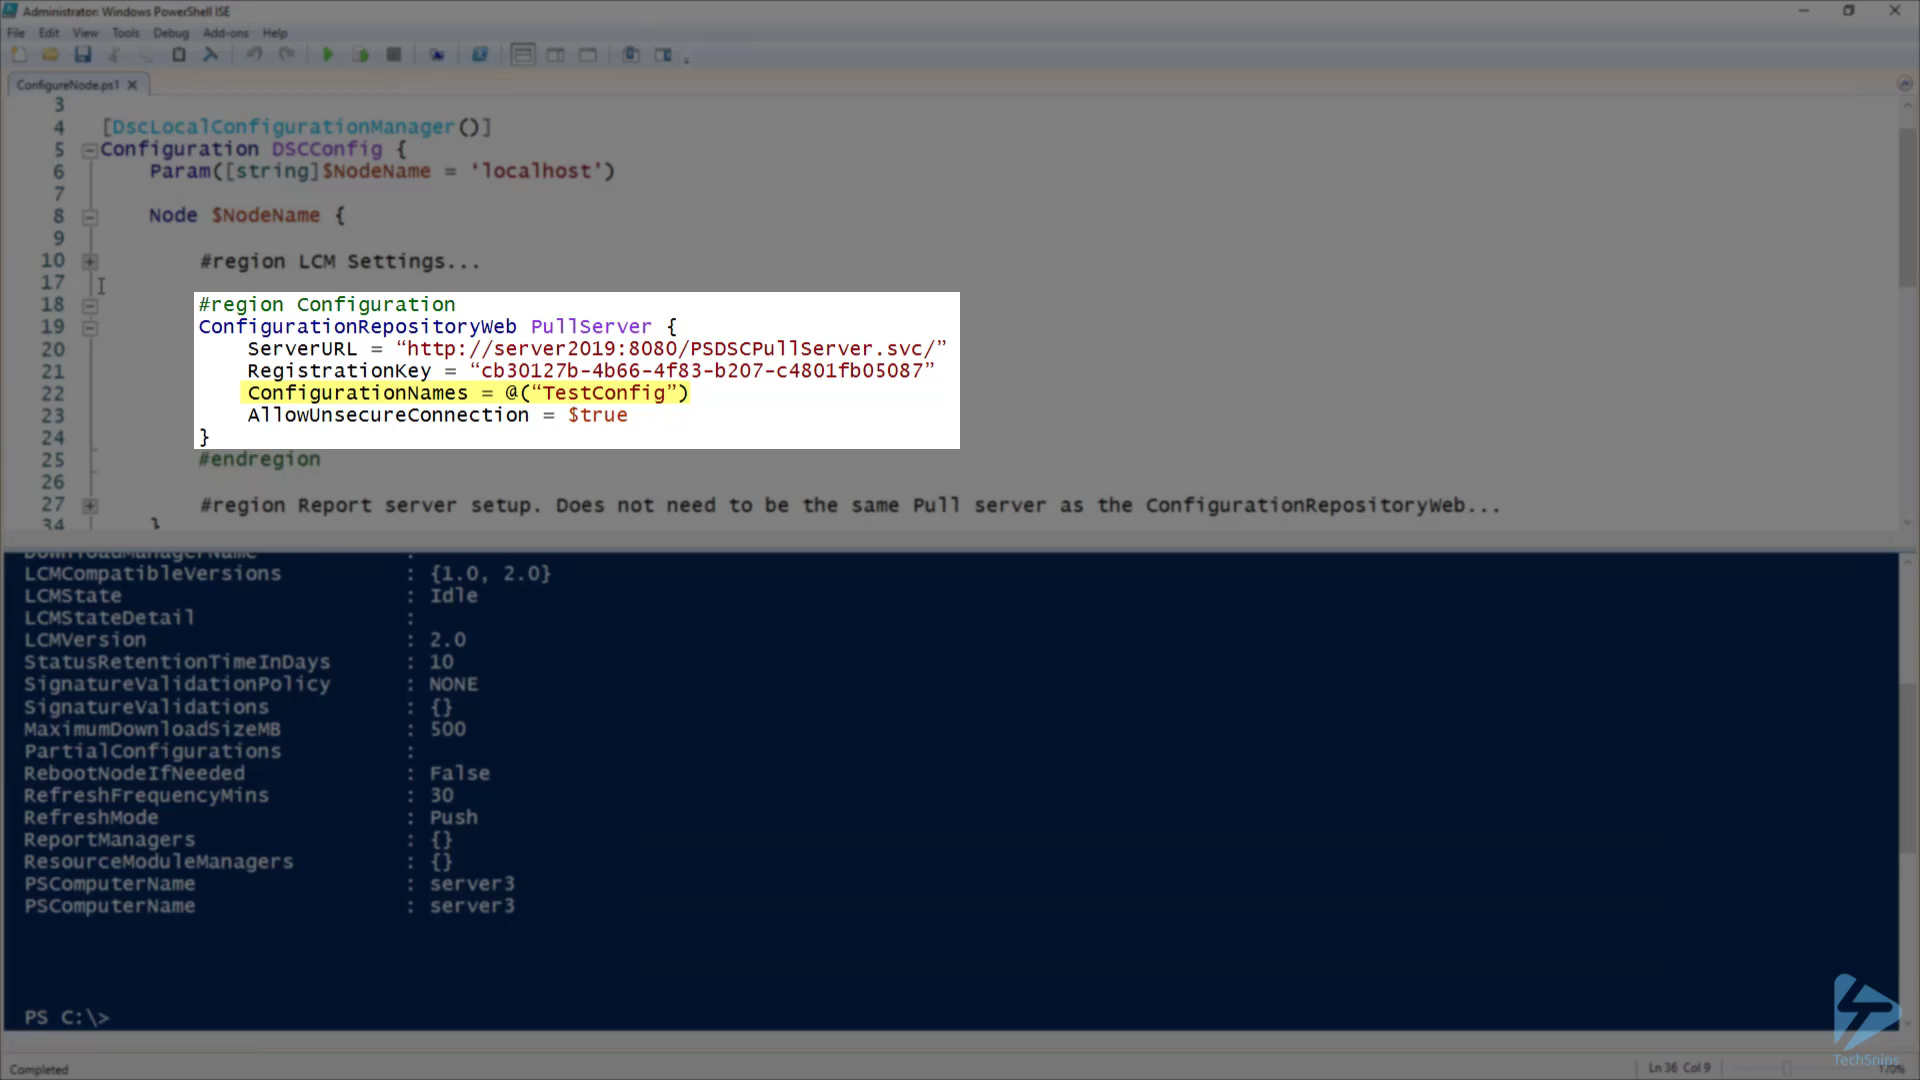 Administrator: Windows PowerShell ISE
File Edit View Tools Debug Add-ons Help
ConfigureNode.ps1
3
4 [DscLocalConfigurationManager()]
5 Configuration DSCConfig {
6 Param([string]$NodeName = ‘localhost’)
7
8 Node $NodeName {
9
10 #region LCM Settings...
17
18 #region Configuration
19 ConfigurationRepositoryWeb PullServer {
20 ServerURL = “http://server2019:8080/PSDSCPullServer.svc/”
21 RegistrationKey = “cb30127b-4b66-4f83-b207-c4801fb05087”
22 ConfigurationNames = @(“TestConfig”)
23 AllowUnsecureConnection = $true
24 }
25 #endregion
26
27 #region Report server setup. Does not need to be the same Pull server as the ConfigurationRepositoryWeb...
34 }
DownloadManagerName :
LCMCompatibleVersions : {1.0, 2.0}
LCMState : Idle
LCMStateDetail :
LCMVersion : 2.0
StatusRetentionTimeInDays : 10
SignatureValidationPolicy : NONE
SignatureValidations : {}
MaximumDownloadSizeMB : 500
PartialConfigurations :
RebootNodeIfNeeded : False
RefreshFrequencyMins : 30
RefreshMode : Push
ReportManagers : {}
ResourceModuleManagers : {}
PSComputerName : server3
PSComputerName : server3
PS C:\>
TechSnips
Completed
Ln 36 Col 9
170%